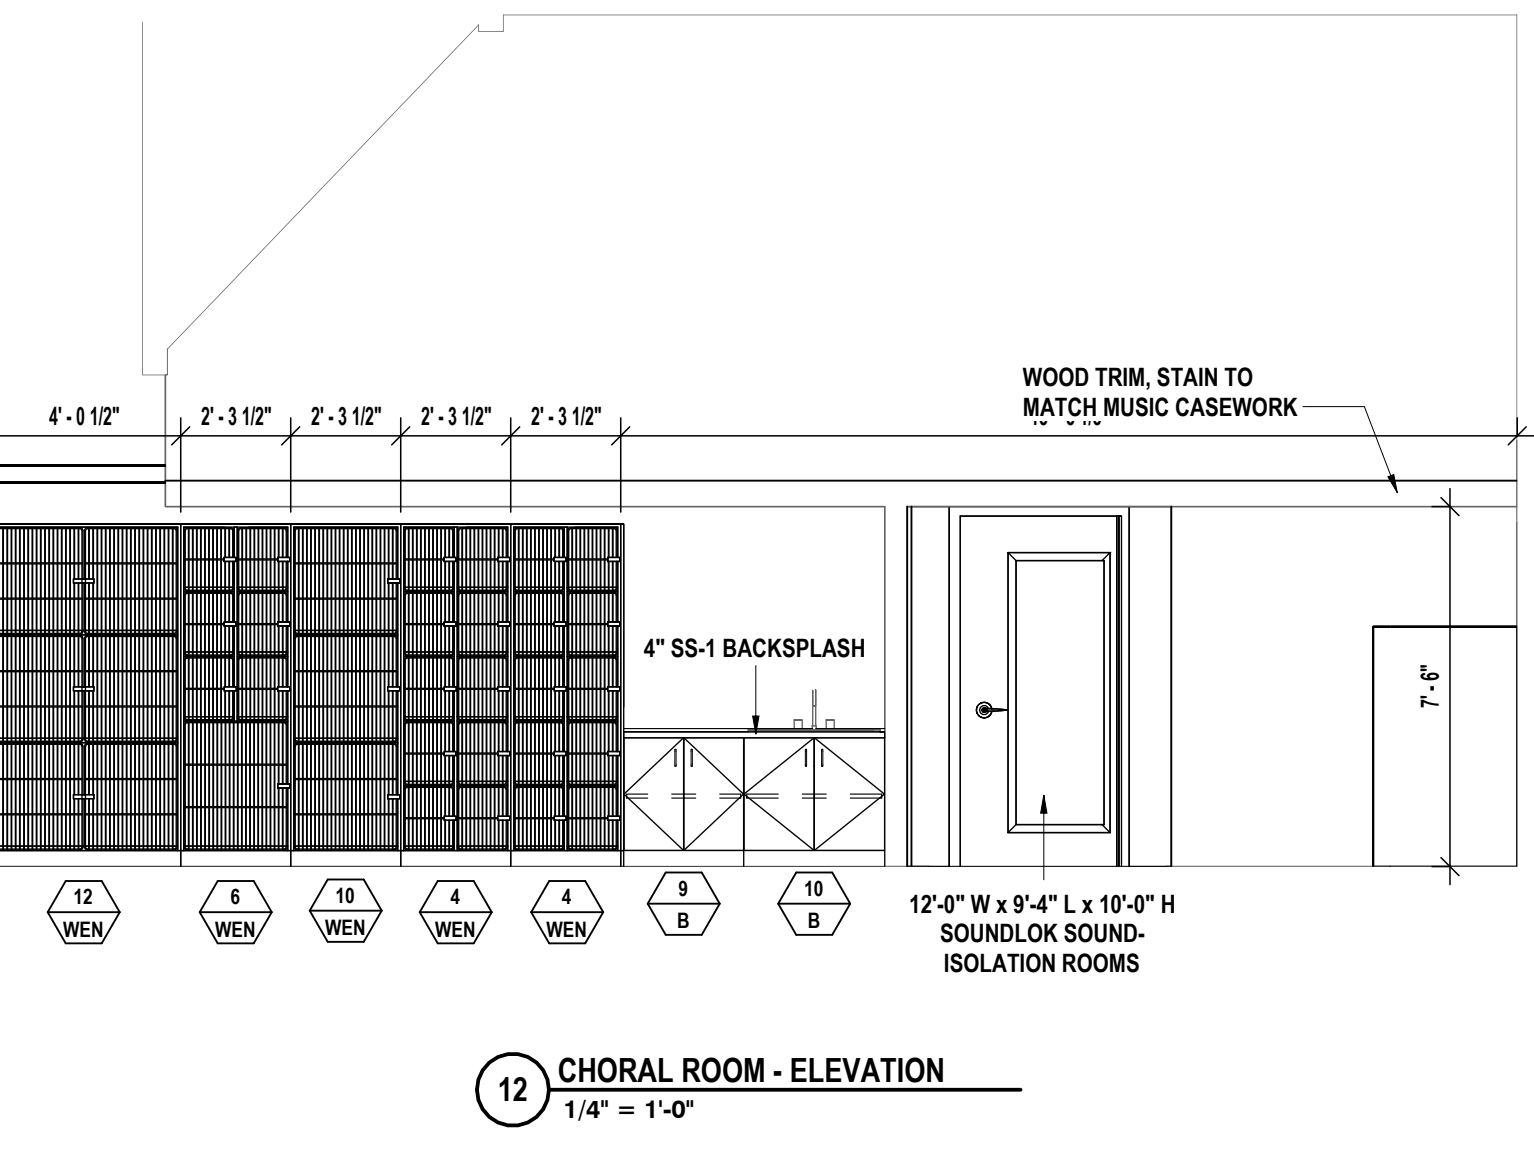 WOOD TRIM, STAIN TO
MATCH MUSIC CASEWORK
4' - 0 1/2" 2' - 3 1/2" 2' - 3 1/2" 2' - 3 1/2" 2' - 3 1/2"
4" SS-1 BACKSPLASH
7' - 6"
12 6 10 4 4 9 10
WEN WEN WEN WEN WEN B B
12'-0" W x 9'-4" L x 10'-0" H
SOUNDLOK SOUND-
ISOLATION ROOMS
12 CHORAL ROOM - ELEVATION
1/4" = 1'-0"